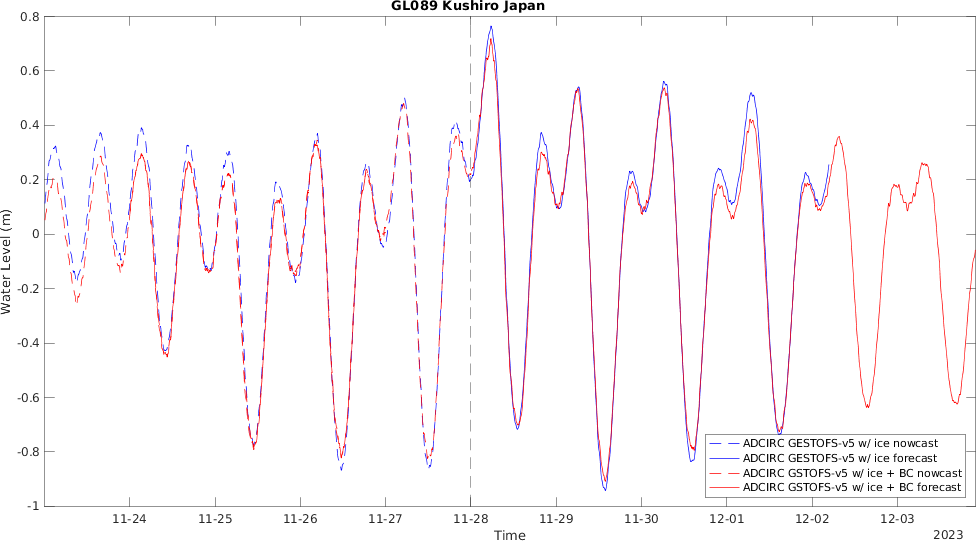 GL089 Kushiro Japan
0.8
0.6
0.4
0.2
0
-0.2
-0.4
-0.6
-0.8
-1
Water Level (m)
ADCIRC GESTOFS-v5 w/ ice nowcast
ADCIRC GESTOFS-v5 w/ ice forecast
ADCIRC GSTOFS-v5 w/ ice + BC nowcast
ADCIRC GSTOFS-v5 w/ ice + BC forecast
11-24 11-25 11-26 11-27 11-28 11-29 11-30 12-01 12-02 12-03
Time
2023